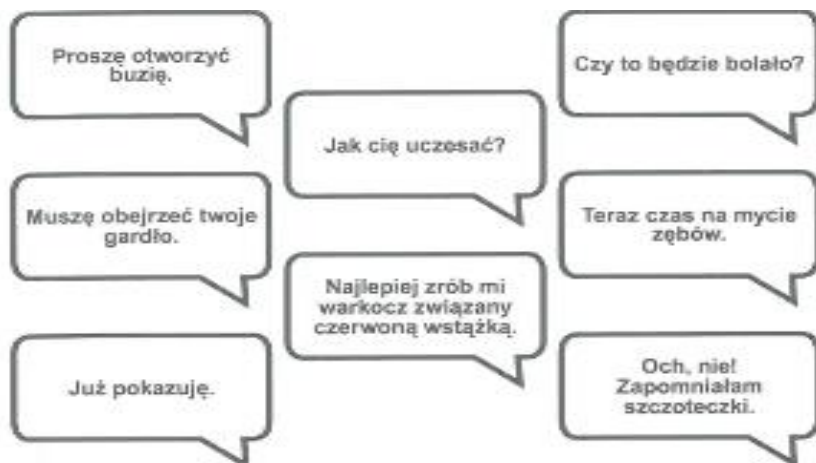 Proszę otworzyć
buzię.
Czy to będzie bolało?
Jak cię uczesać?
Muszę obejrzeć twoje
gardło.
Teraz czas na mycie
zębów.
Najlepiej zrób mi
warkocz związany
czerwoną wstążką.
Już pokazuję.
Och, nie!
Zapomniałam
szczoteczki.